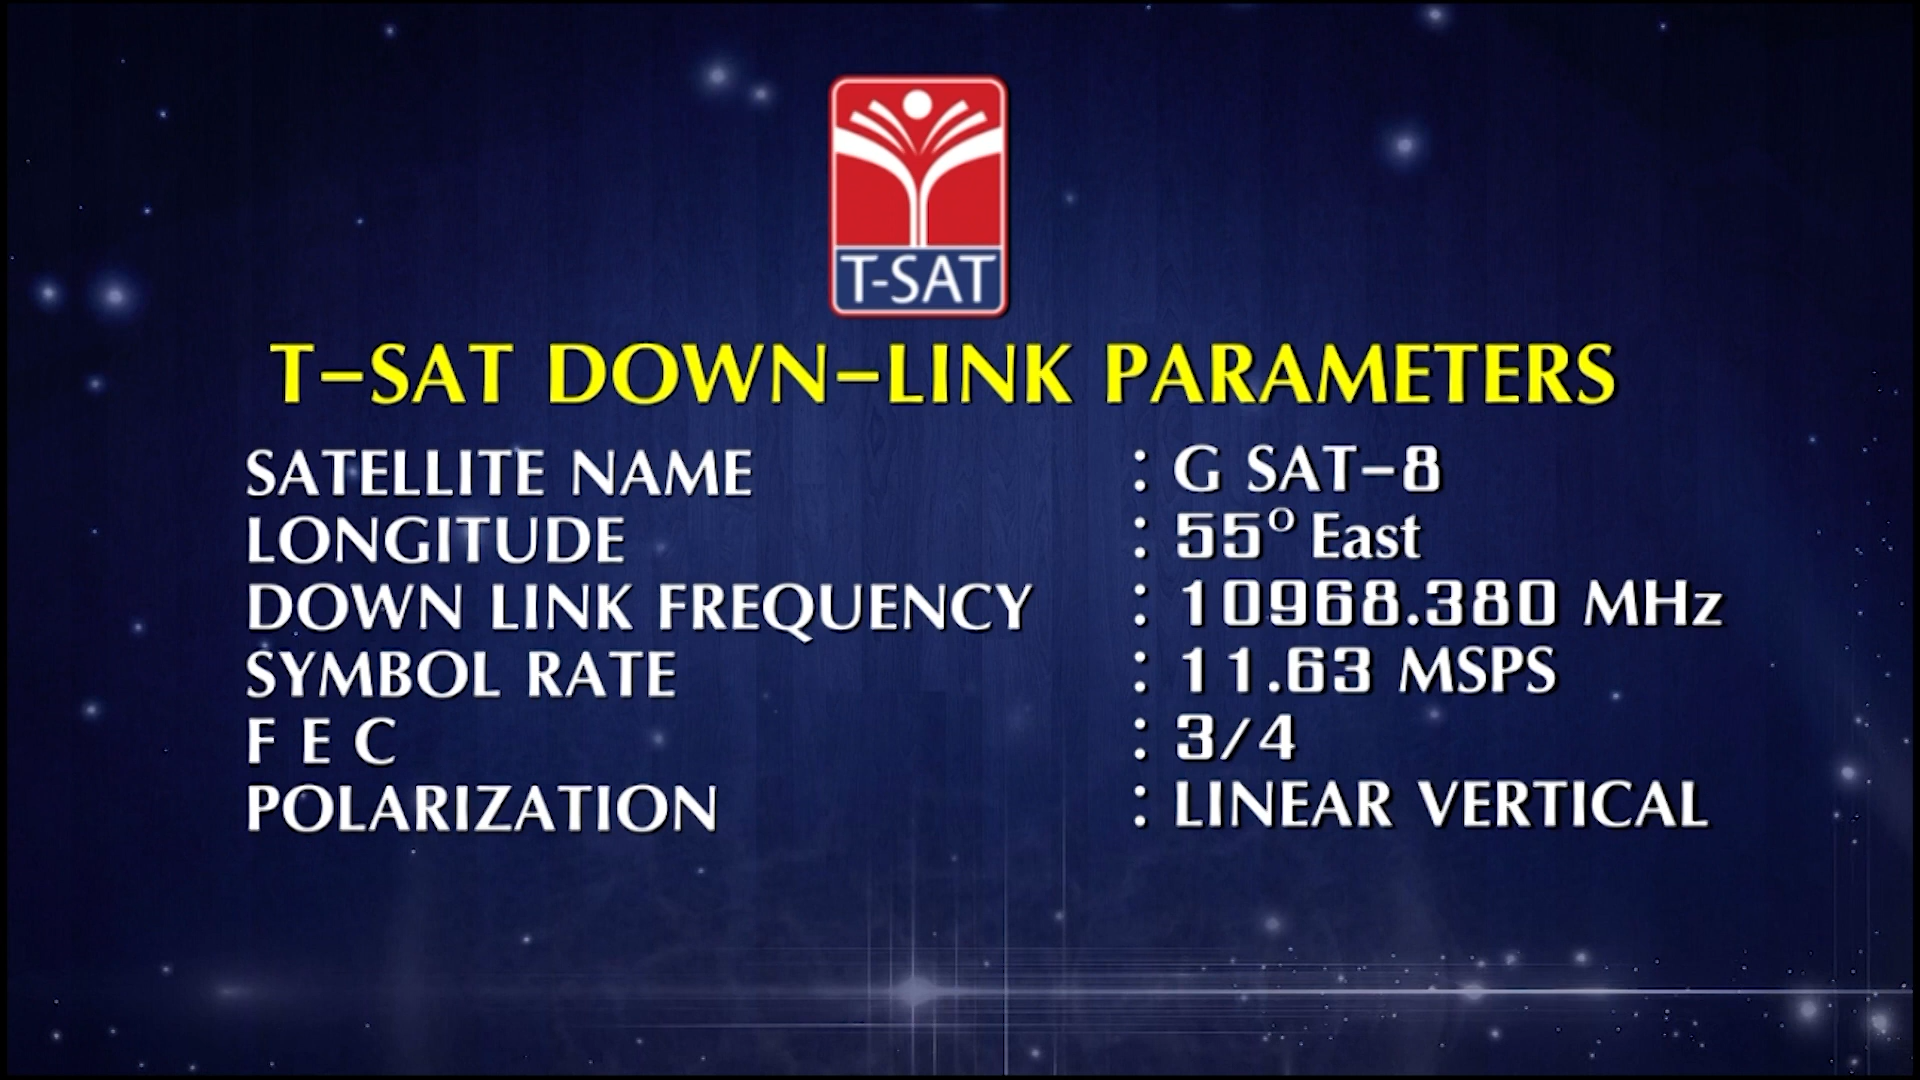 T-SAT
T-SAT DOWN-LINK PARAMETERS
SATELLITE NAME : G SAT-8
LONGITUDE : 55° East
DOWN LINK FREQUENCY : 10968.380 MHz
SYMBOL RATE : 11.63 MSPS
F E C : 3/4
POLARIZATION : LINEAR VERTICAL